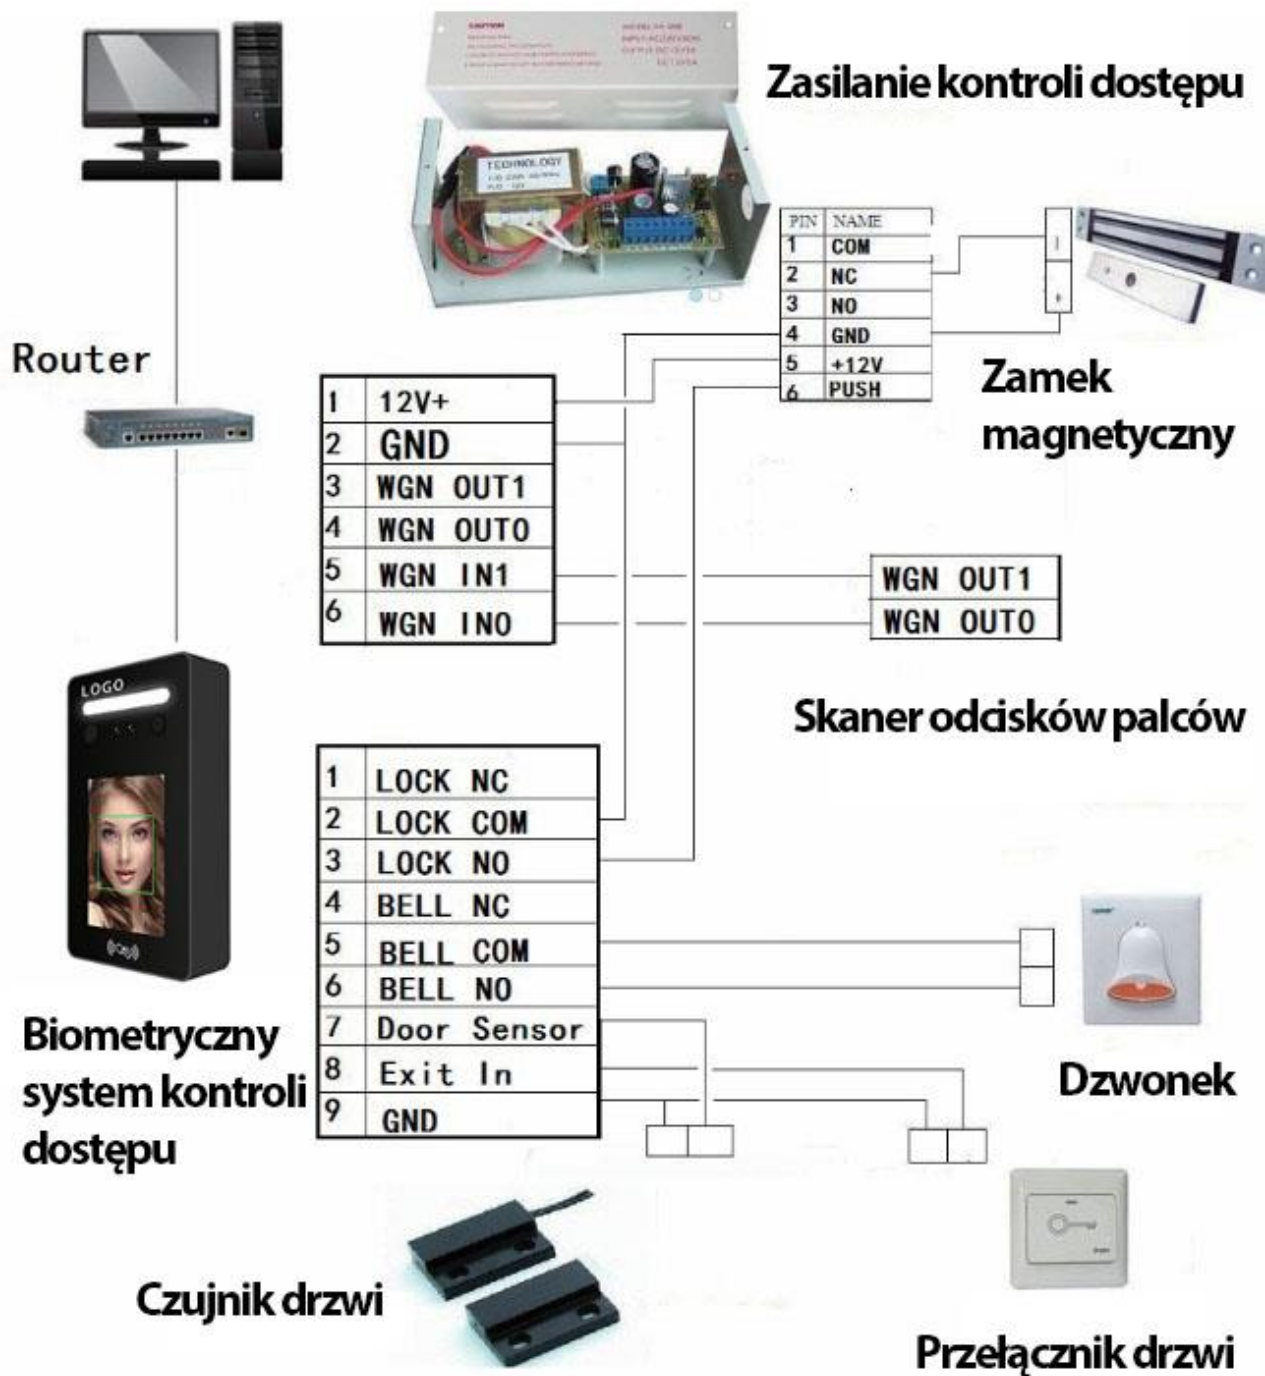 CAUTION
Zasilanie kontroli dostępu
TECHNOLOGY
PIN NAME
1 COM
2 NC
3 NO
4 GND
5 +12V
6 PUSH
Zamek
magnetyczny
Router
1 12V+
2 GND
3 WGN OUT1
4 WGN OUT0
5 WGN IN1
6 WGN IN0
WGN OUT1
WGN OUT0
Skaner odcisków palców
LOGO
1 LOCK NC
2 LOCK COM
3 LOCK NO
4 BELL NC
5 BELL COM
6 BELL NO
7 Door Sensor
8 Exit In
9 GND
Biometryczny
system kontroli
dostępu
Dzwonek
Czujnik drzwi
Przełącznik drzwi